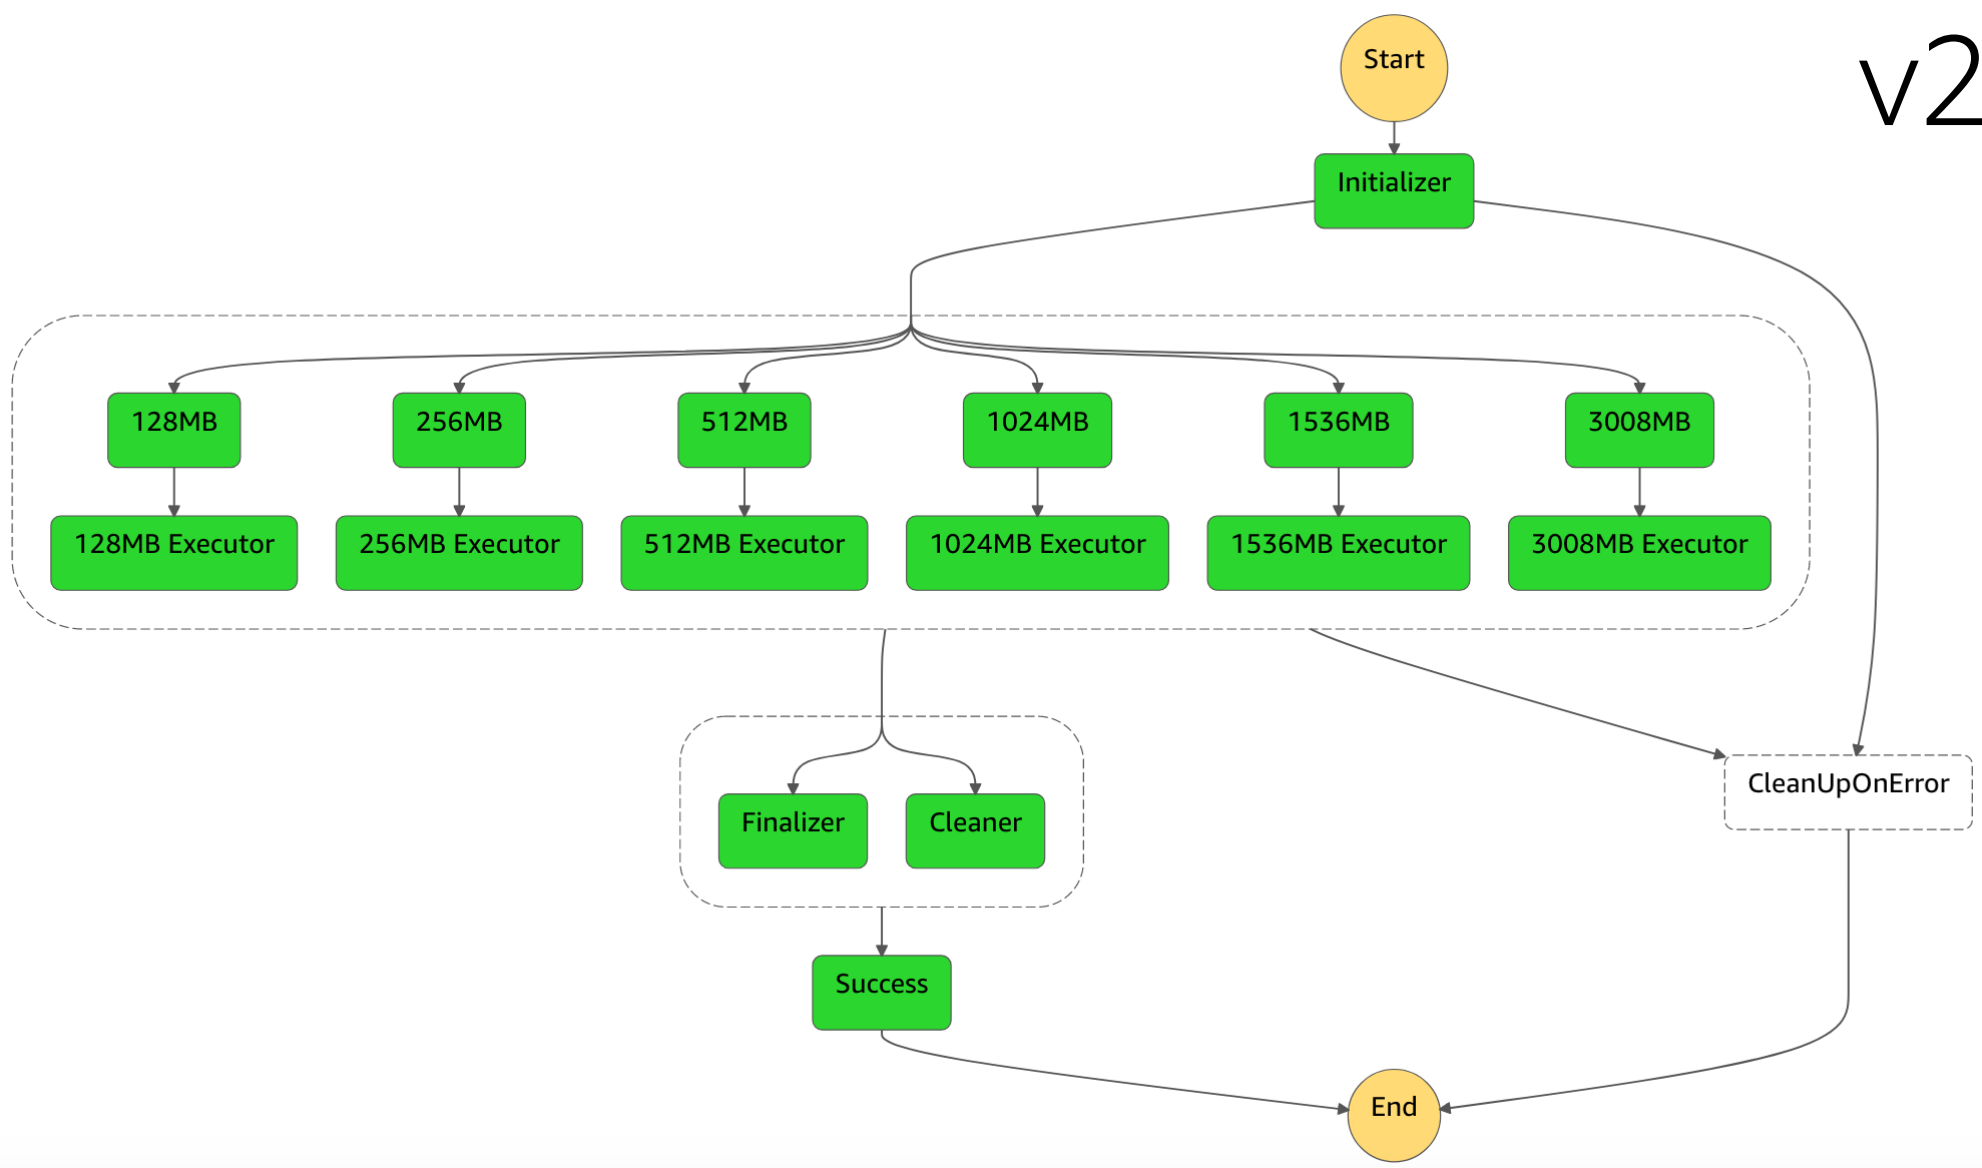 Start
v2
Initializer
128MB
256MB
512MB
1024MB
1536MB
3008MB
128MB Executor
256MB Executor
512MB Executor
1024MB Executor
1536MB Executor
3008MB Executor
CleanUpOnError
Finalizer
Cleaner
Success
End